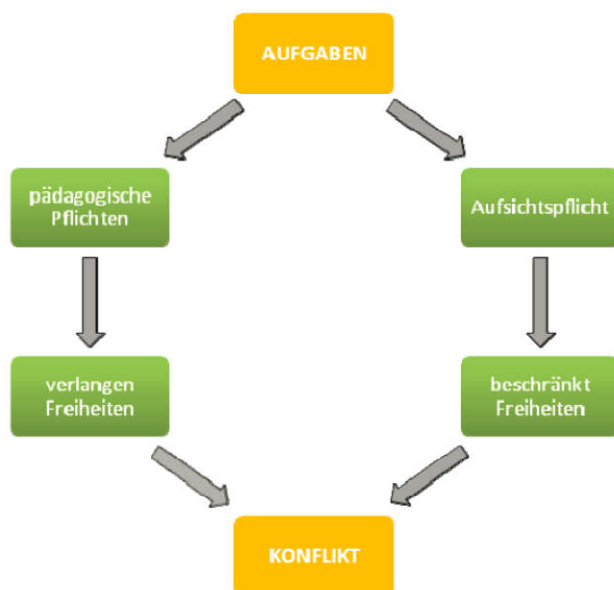 AUFGABEN
pädagogische
Pflichten
Aufsichtspflicht
verlangen
Freiheiten
beschränkt
Freiheiten
KONFLIKT